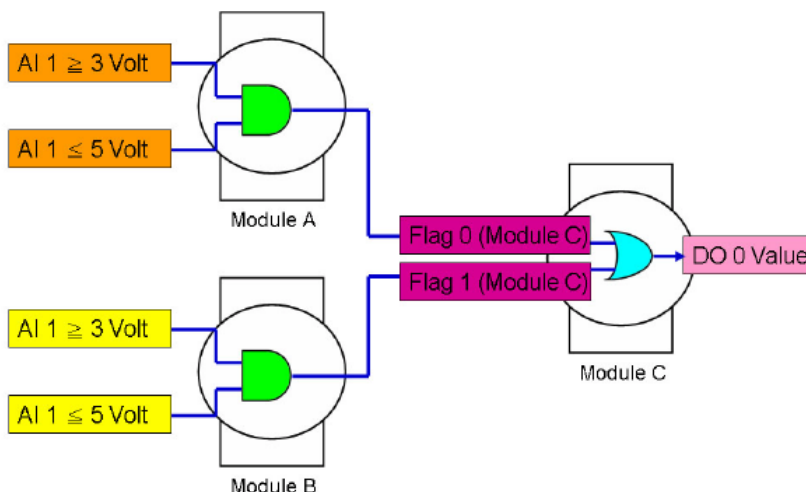 AI 1 ≧ 3 Volt
AI 1 ≦ 5 Volt
Module A
Flag 0 (Module C)
Flag 1 (Module C)
DO 0 Value
Module C
AI 1 ≧ 3 Volt
AI 1 ≦ 5 Volt
Module B